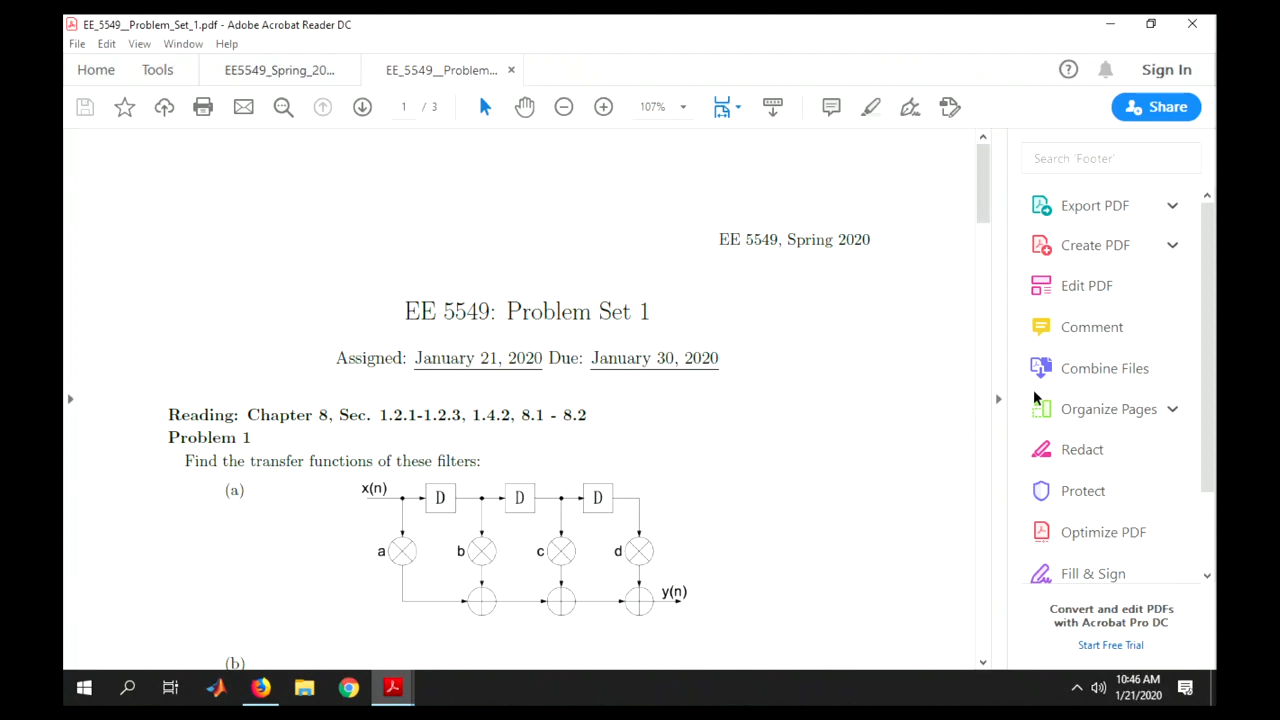 EE_5549__Problem_Set_1.pdf - Adobe Acrobat Reader DC
File Edit View Window Help
Home Tools EE5549_Spring_20... EE_5549__Problem... × Sign In
1 / 3 107% Share
Search 'Footer'
Export PDF
Create PDF
Edit PDF
Comment
Combine Files
Organize Pages
Redact
Protect
Optimize PDF
Fill & Sign
Convert and edit PDFs
with Acrobat Pro DC
Start Free Trial
EE 5549, Spring 2020
EE 5549: Problem Set 1
Assigned: January 21, 2020 Due: January 30, 2020
Reading: Chapter 8, Sec. 1.2.1-1.2.3, 1.4.2, 8.1 - 8.2
Problem 1
Find the transfer functions of these filters:
(a)
x(n) D D D
a b c d
y(n)
(b)
10:46 AM
1/21/2020